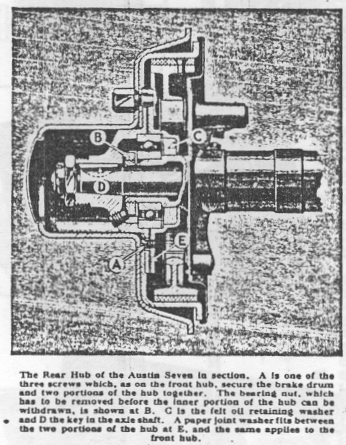 B
C
D
A
E
The Rear Hub of the Austin Seven in section. A is one of the
three screws which, as on the front hub, secure the brake drum
and two portions of the hub together. The bearing nut, which
has to be removed before the inner portion of the hub can be
withdrawn, is shown at B. C is the felt oil retaining washer
and D the key in the axle shaft. A paper joint washer fits between
the two portions of the hub at E, and the same applies to the
front hub.